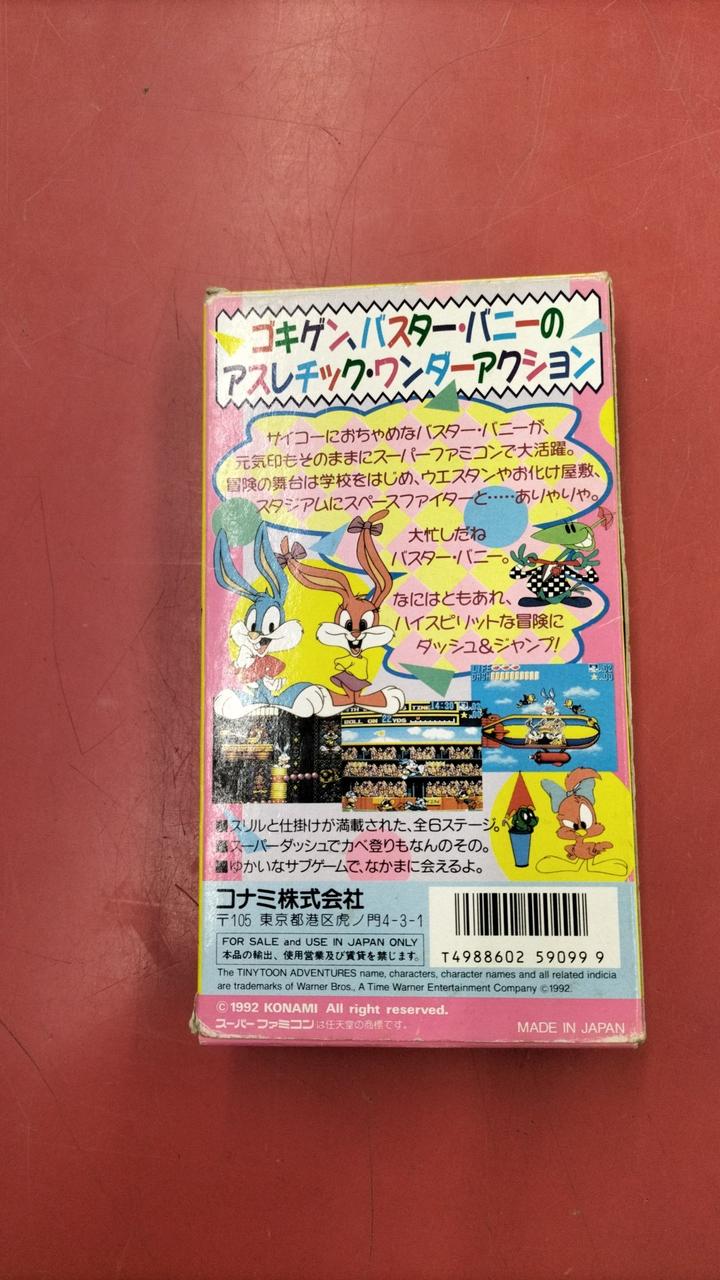 ゴキゲン、バスター・バニーの
アスレチック・ワンダーアクション
サイコーにおちゃめなバスター・バニーが、
元気印もそのままにスーパーファミコンで大活躍。
冒険の舞台は学校をはじめ、ウエスタンやお化け屋敷、
スタジアムにスペースファイターと……ありゃりゃ。
大忙しだね
バスター・バニー。
なにはともあれ、
ハイスピリットな冒険に
ダッシュ&ジャンプ!
LIFE
DASH
TIME 14:30
BALL ON 22 YDS
スリルと仕掛けが満載された、全6ステージ。
スーパーダッシュでカベ登りもなんのその。
ゆかいなサブゲームで、なかまに会えるよ。
コナミ株式会社
〒105 東京都港区虎ノ門4-3-1
FOR SALE and USE IN JAPAN ONLY
本品の輸出、使用営業及び賃貸を禁じます。
T4988602 59099 9
The TINYTOON ADVENTURES name, characters, character names and all related indicia
are trademarks of Warner Bros., A Time Warner Entertainment Company ©1992.
©1992 KONAMI All right reserved.
スーパーファミコンは任天堂の商標です。
MADE IN JAPAN